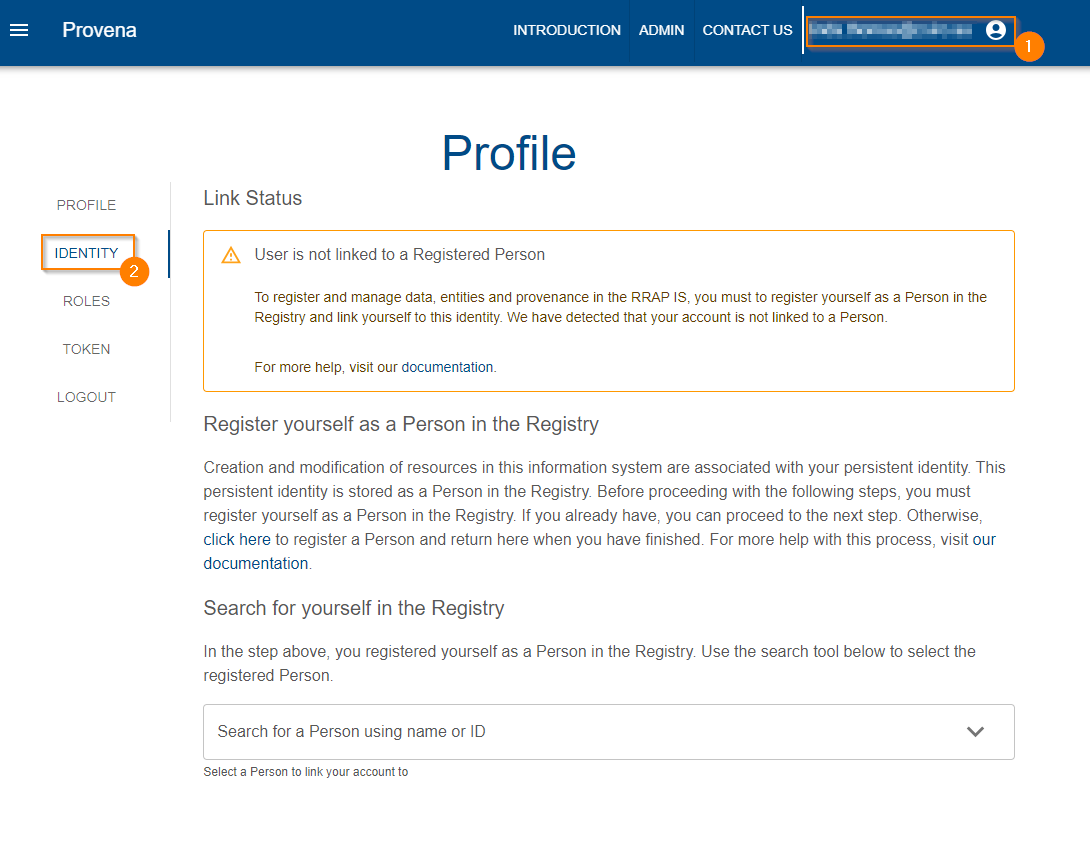 Provena
INTRODUCTION
ADMIN
CONTACT US
1
Profile
PROFILE
IDENTITY
2
ROLES
TOKEN
LOGOUT
Link Status
User is not linked to a Registered Person
To register and manage data, entities and provenance in the RRAP IS, you must to register yourself as a Person in the
Registry and link yourself to this identity. We have detected that your account is not linked to a Person.
For more help, visit our documentation.
Register yourself as a Person in the Registry
Creation and modification of resources in this information system are associated with your persistent identity. This
persistent identity is stored as a Person in the Registry. Before proceeding with the following steps, you must
register yourself as a Person in the Registry. If you already have, you can proceed to the next step. Otherwise,
click here to register a Person and return here when you have finished. For more help with this process, visit our
documentation.
Search for yourself in the Registry
In the step above, you registered yourself as a Person in the Registry. Use the search tool below to select the
registered Person.
Search for a Person using name or ID
Select a Person to link your account to